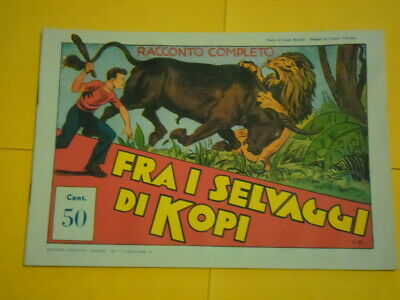 RACCONTO COMPLETO
FRA I SELVAGGI
DI KOPI
Cent.
50